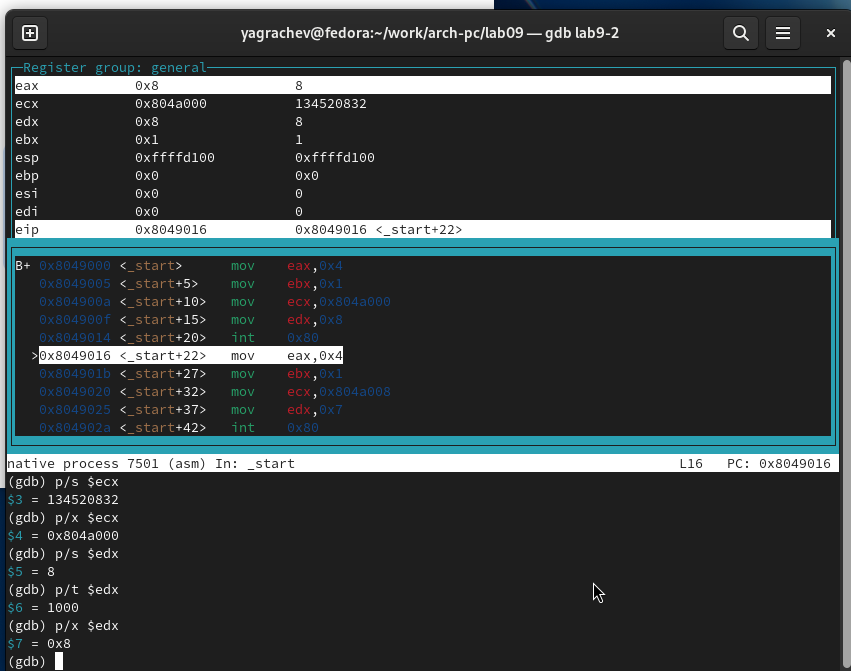 yagrachev@fedora:~/work/arch-pc/lab09 — gdb lab9-2
Register group: general
eax 0x8 8
ecx 0x804a000 134520832
edx 0x8 8
ebx 0x1 1
esp 0xffffd100 0xffffd100
ebp 0x0 0x0
esi 0x0 0
edi 0x0 0
eip 0x8049016 0x8049016 <_start+22>
B+ 0x8049000 <_start> mov eax,0x4
0x8049005 <_start+5> mov ebx,0x1
0x804900a <_start+10> mov ecx,0x804a000
0x804900f <_start+15> mov edx,0x8
0x8049014 <_start+20> int 0x80
>0x8049016 <_start+22> mov eax,0x4
0x804901b <_start+27> mov ebx,0x1
0x8049020 <_start+32> mov ecx,0x804a008
0x8049025 <_start+37> mov edx,0x7
0x804902a <_start+42> int 0x80
native process 7501 (asm) In: _start L16 PC: 0x8049016
(gdb) p/s $ecx
$3 = 134520832
(gdb) p/x $ecx
$4 = 0x804a000
(gdb) p/s $edx
$5 = 8
(gdb) p/t $edx
$6 = 1000
(gdb) p/x $edx
$7 = 0x8
(gdb)